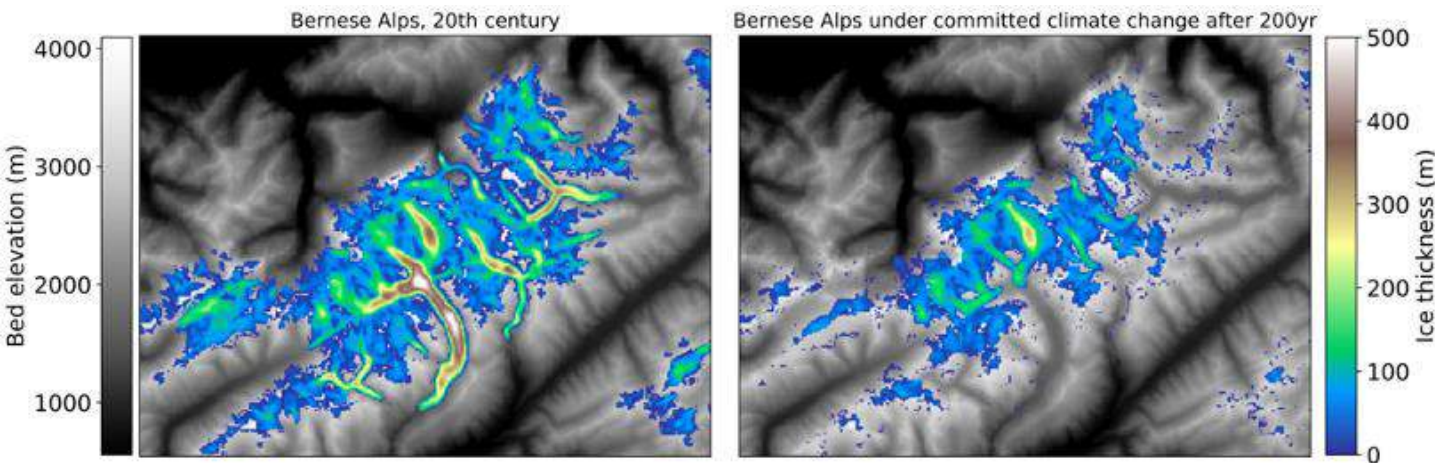 Bernese Alps, 20th century
Bernese Alps under committed climate change after 200yr
Bed elevation (m)
4000
3000
2000
1000
500
400
300
200
100
0
Ice thickness (m)